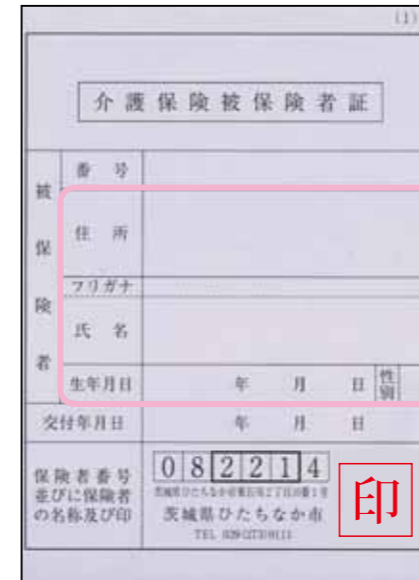 (1)
介護保険被保険者証
被保険者
番号
住所
フリガナ
氏名
生年月日 年 月 日 性別
交付年月日 年 月 日
保険者番号
並びに保険者
の名称及び印
082214
茨城県ひたちなか市
印